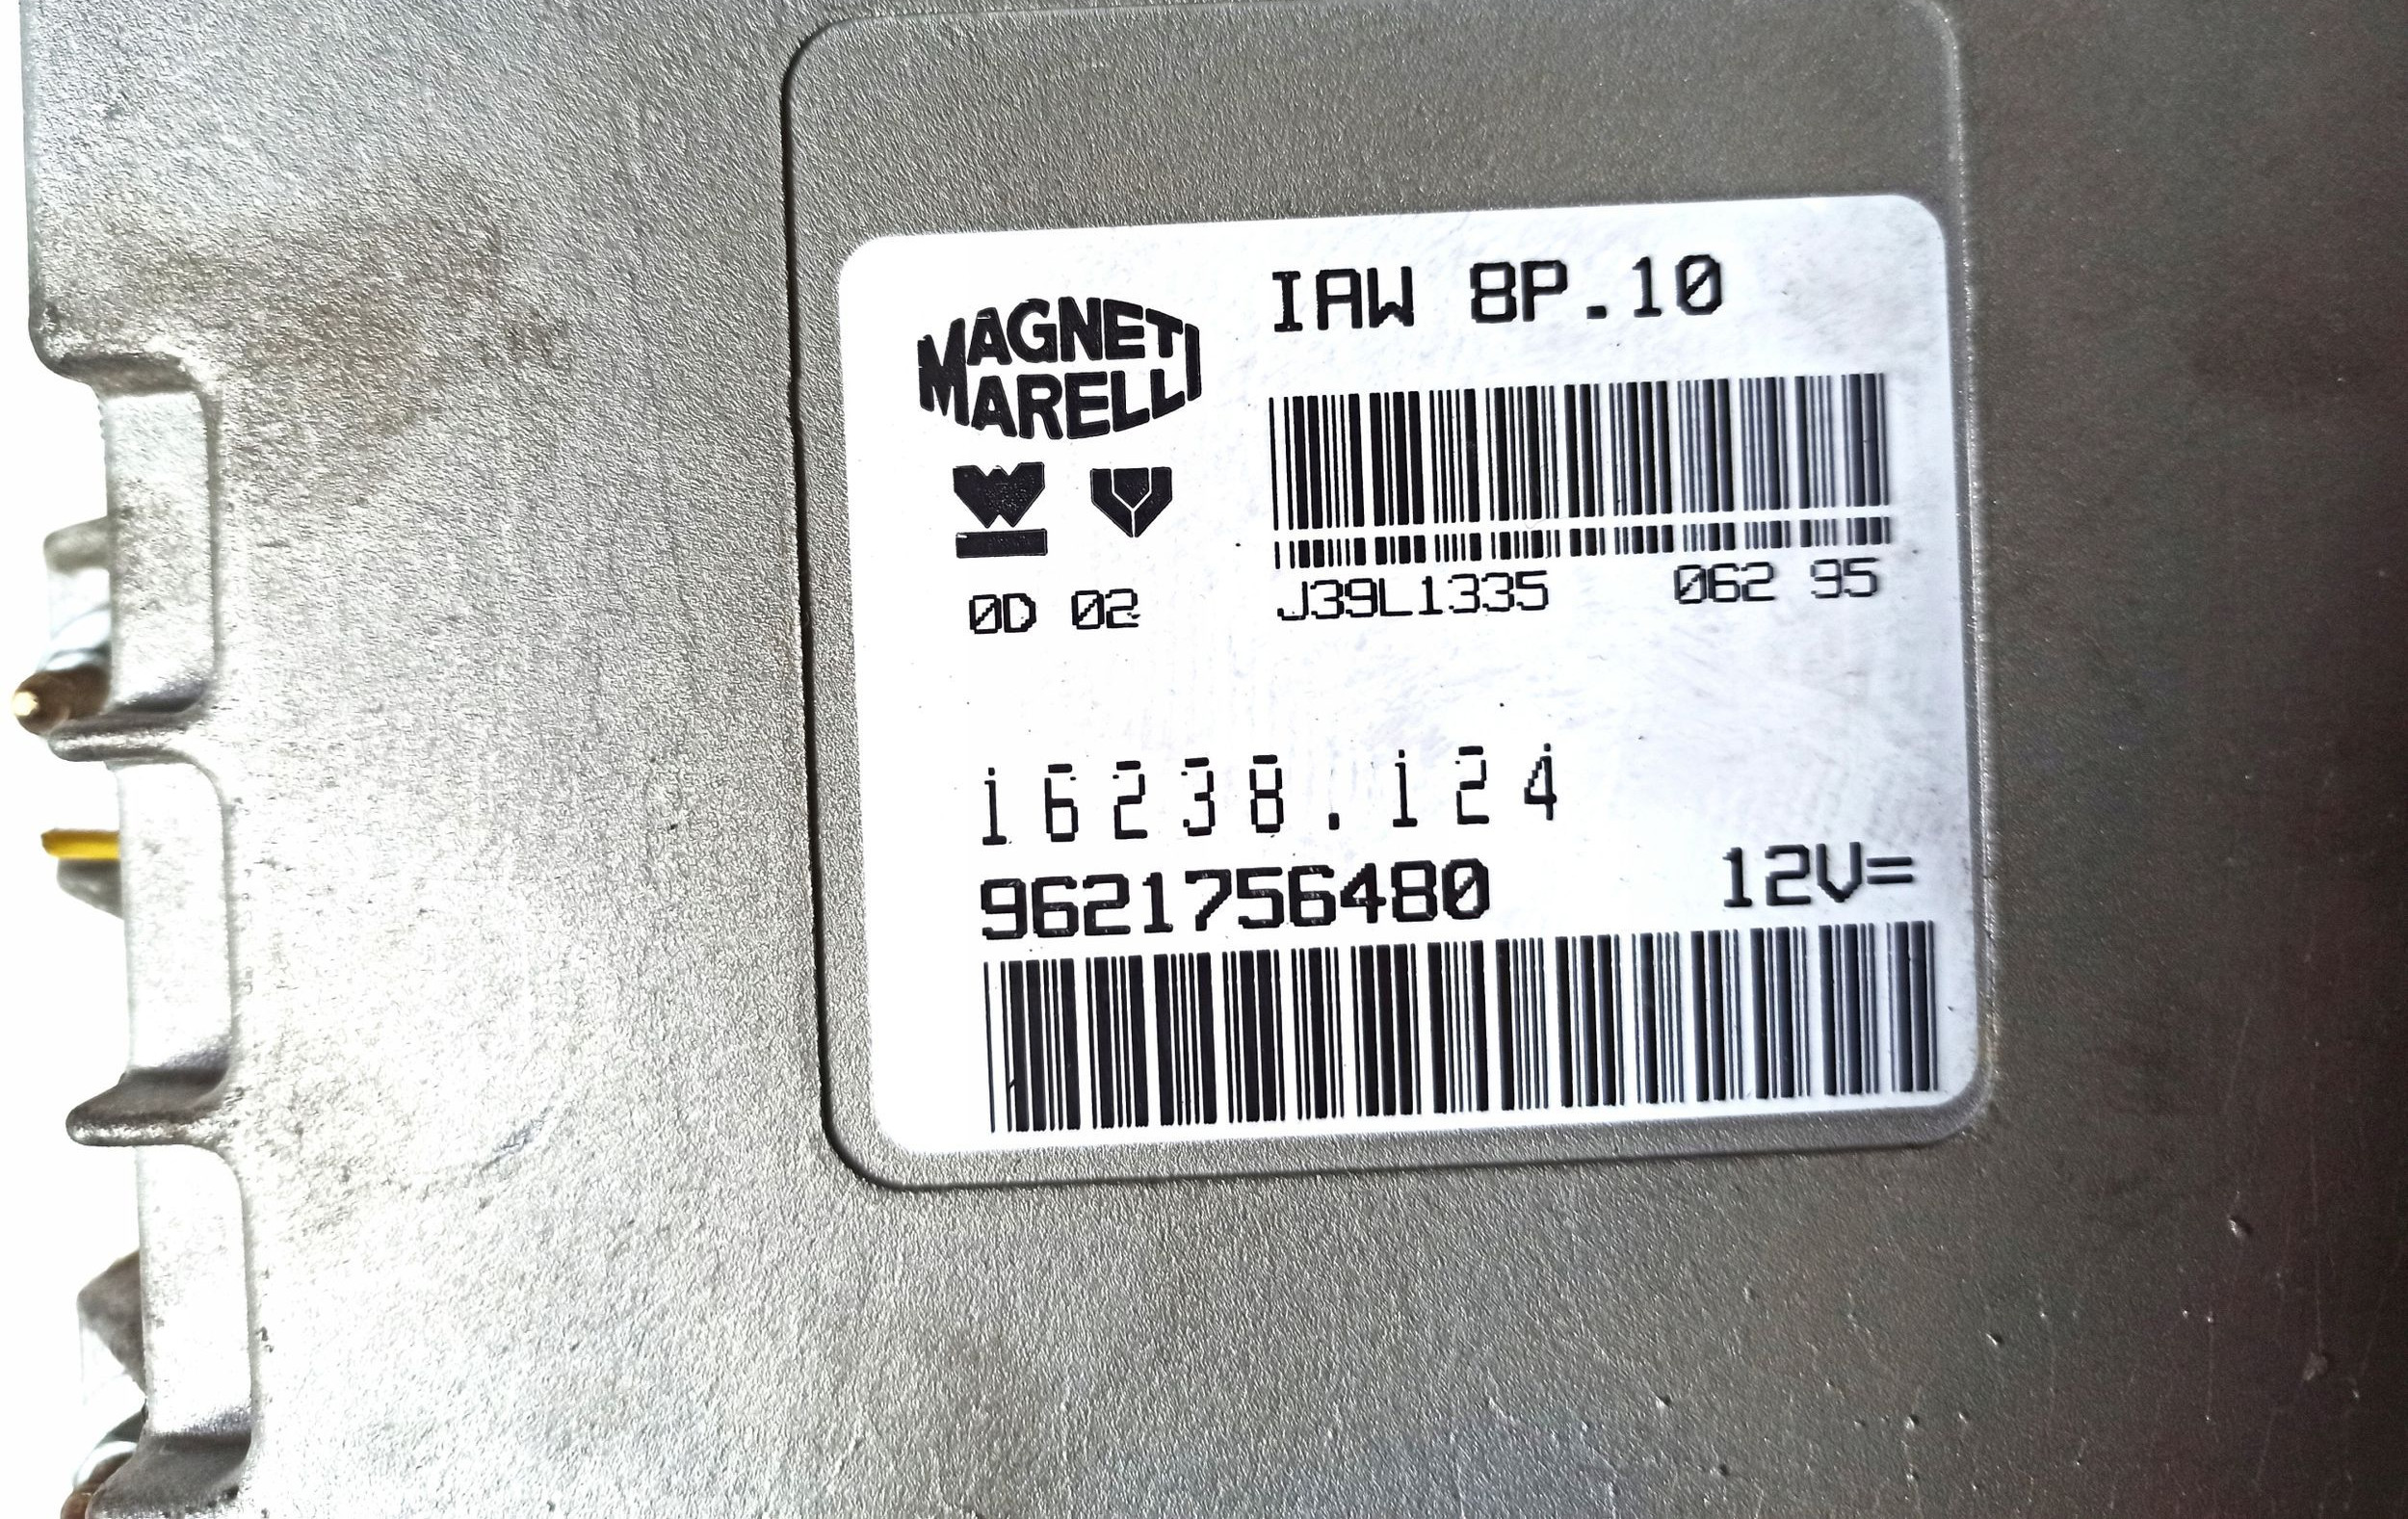 IAW 8P.10
MAGNETI
MARELLI
W
0D 02
J39L1335 062 95
16238.124
9621756480 12V=